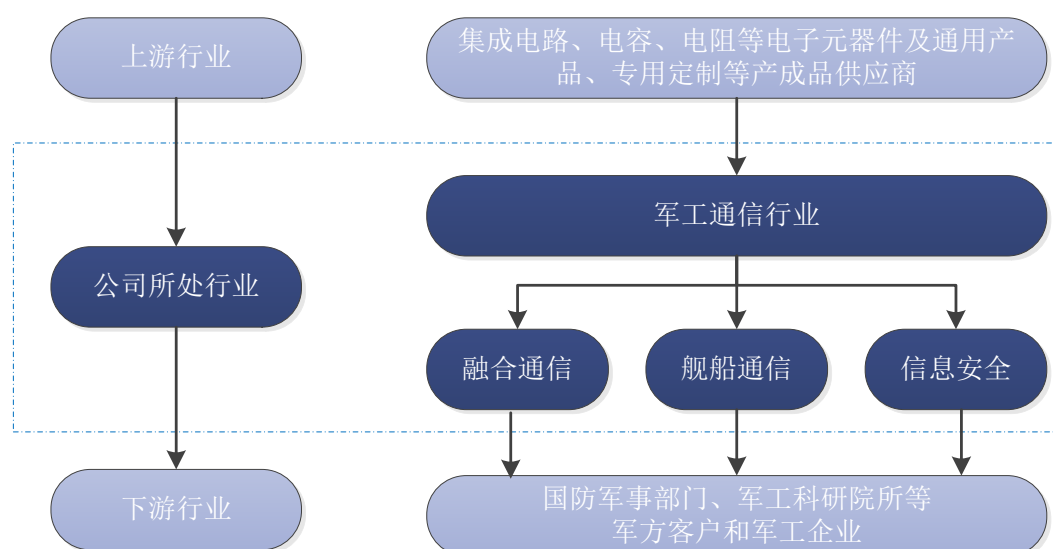 上游行业
集成电路、电容、电阻等电子元器件及通用产
品、专用定制等产成品供应商
军工通信行业
公司所处行业
融合通信
舰船通信
信息安全
下游行业
国防军事部门、军工科研院所等
军方客户和军工企业